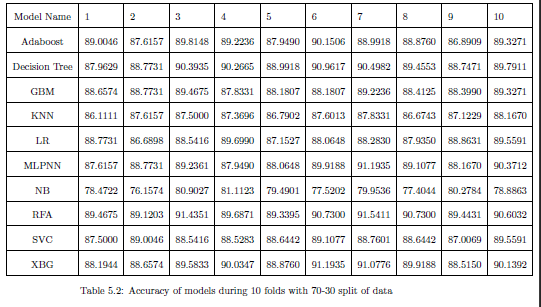 Model Name 1 2 3 4 5 6 7 8 9 10
Adaboost 89.0046 87.6157 89.8148 89.2236 87.9490 90.1506 88.9918 88.8760 86.8909 89.3271
Decision Tree 87.9629 88.7731 90.3935 90.2665 88.9918 90.9617 90.4982 89.4553 88.7471 89.7911
GBM 88.6574 88.7731 89.4675 87.8331 88.1807 88.1807 89.2236 88.4125 88.3990 89.3271
KNN 86.1111 87.6157 87.5000 87.3696 86.7902 87.6013 87.8331 86.6743 87.1229 88.1670
LR 88.7731 86.6898 88.5416 89.6990 87.1527 88.0648 88.2830 87.9350 88.8631 89.5591
MLPNN 87.6157 88.7731 89.2361 87.9490 88.0648 89.9188 91.1935 89.1077 88.1670 90.3712
NB 78.4722 76.1574 80.9027 81.1123 79.4901 77.5202 79.9536 77.4044 80.2784 78.8863
RFA 89.4675 89.1203 91.4351 89.6871 89.3395 90.7300 91.5411 90.7300 89.4431 90.6032
SVC 87.5000 89.0046 88.5416 88.5283 88.6442 89.1077 88.7601 88.6442 87.0069 89.5591
XBG 88.1944 88.6574 89.5833 90.0347 88.8760 91.1935 91.0776 89.9188 88.5150 90.1392
Table 5.2: Accuracy of models during 10 folds with 70-30 split of data